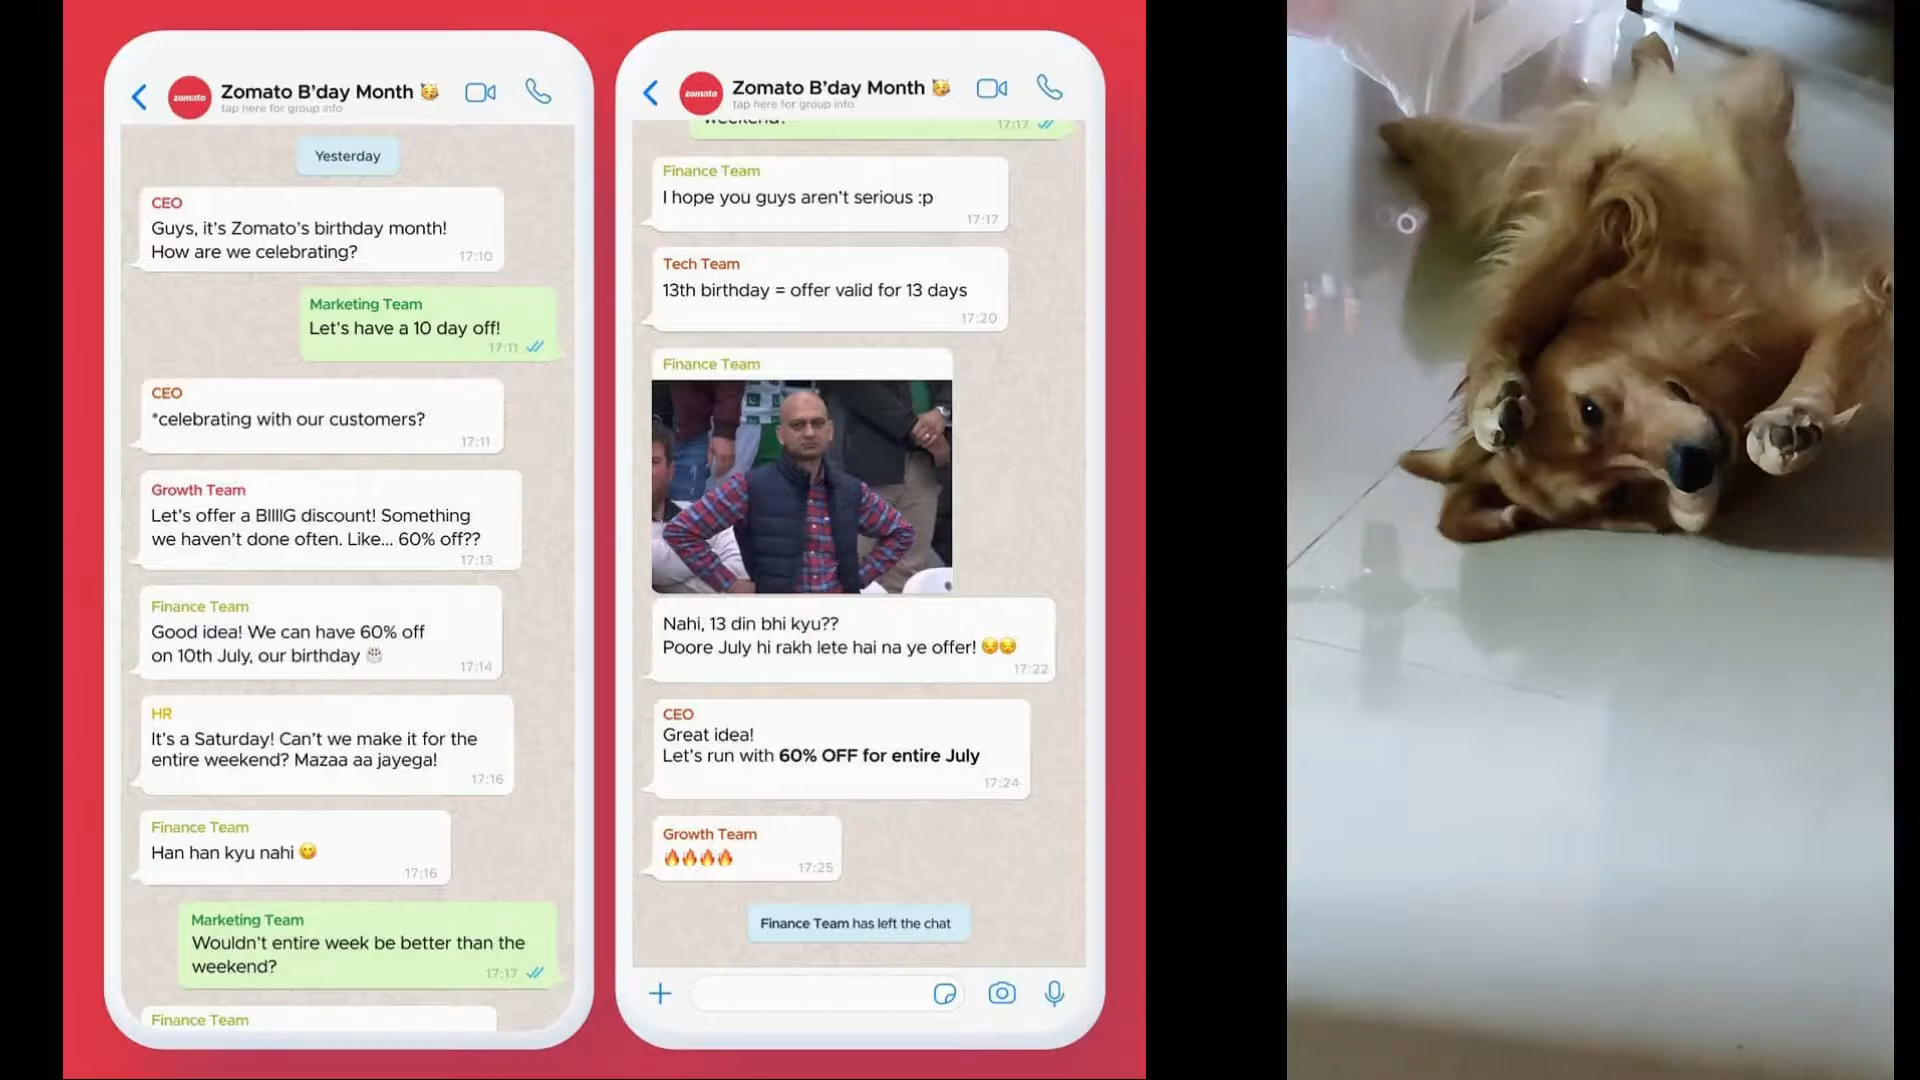 zomato
Zomato B'day Month 🥳
tap here for group info
Yesterday
CEO
Guys, it's Zomato's birthday month!
How are we celebrating?
17:10
Marketing Team
Let's have a 10 day off!
17:11
CEO
*celebrating with our customers?
17:11
Growth Team
Let's offer a BIIIIG discount! Something
we haven't done often. Like... 60% off??
17:13
Finance Team
Good idea! We can have 60% off
on 10th July, our birthday 🎂
17:14
HR
It's a Saturday! Can't we make it for the
entire weekend? Mazaa aa jayega!
17:16
Finance Team
Han han kyu nahi 😋
17:16
Marketing Team
Wouldn't entire week be better than the
weekend?
17:17
Finance Team
zomato
Zomato B'day Month 🥳
tap here for group info
weekend?
17:17
Finance Team
I hope you guys aren't serious :p
17:17
Tech Team
13th birthday = offer valid for 13 days
17:20
Finance Team
Nahi, 13 din bhi kyu??
Poore July hi rakh lete hai na ye offer! 😔😔
17:22
CEO
Great idea!
Let's run with 60% OFF for entire July
17:24
Growth Team
🔥🔥🔥🔥
17:25
Finance Team has left the chat